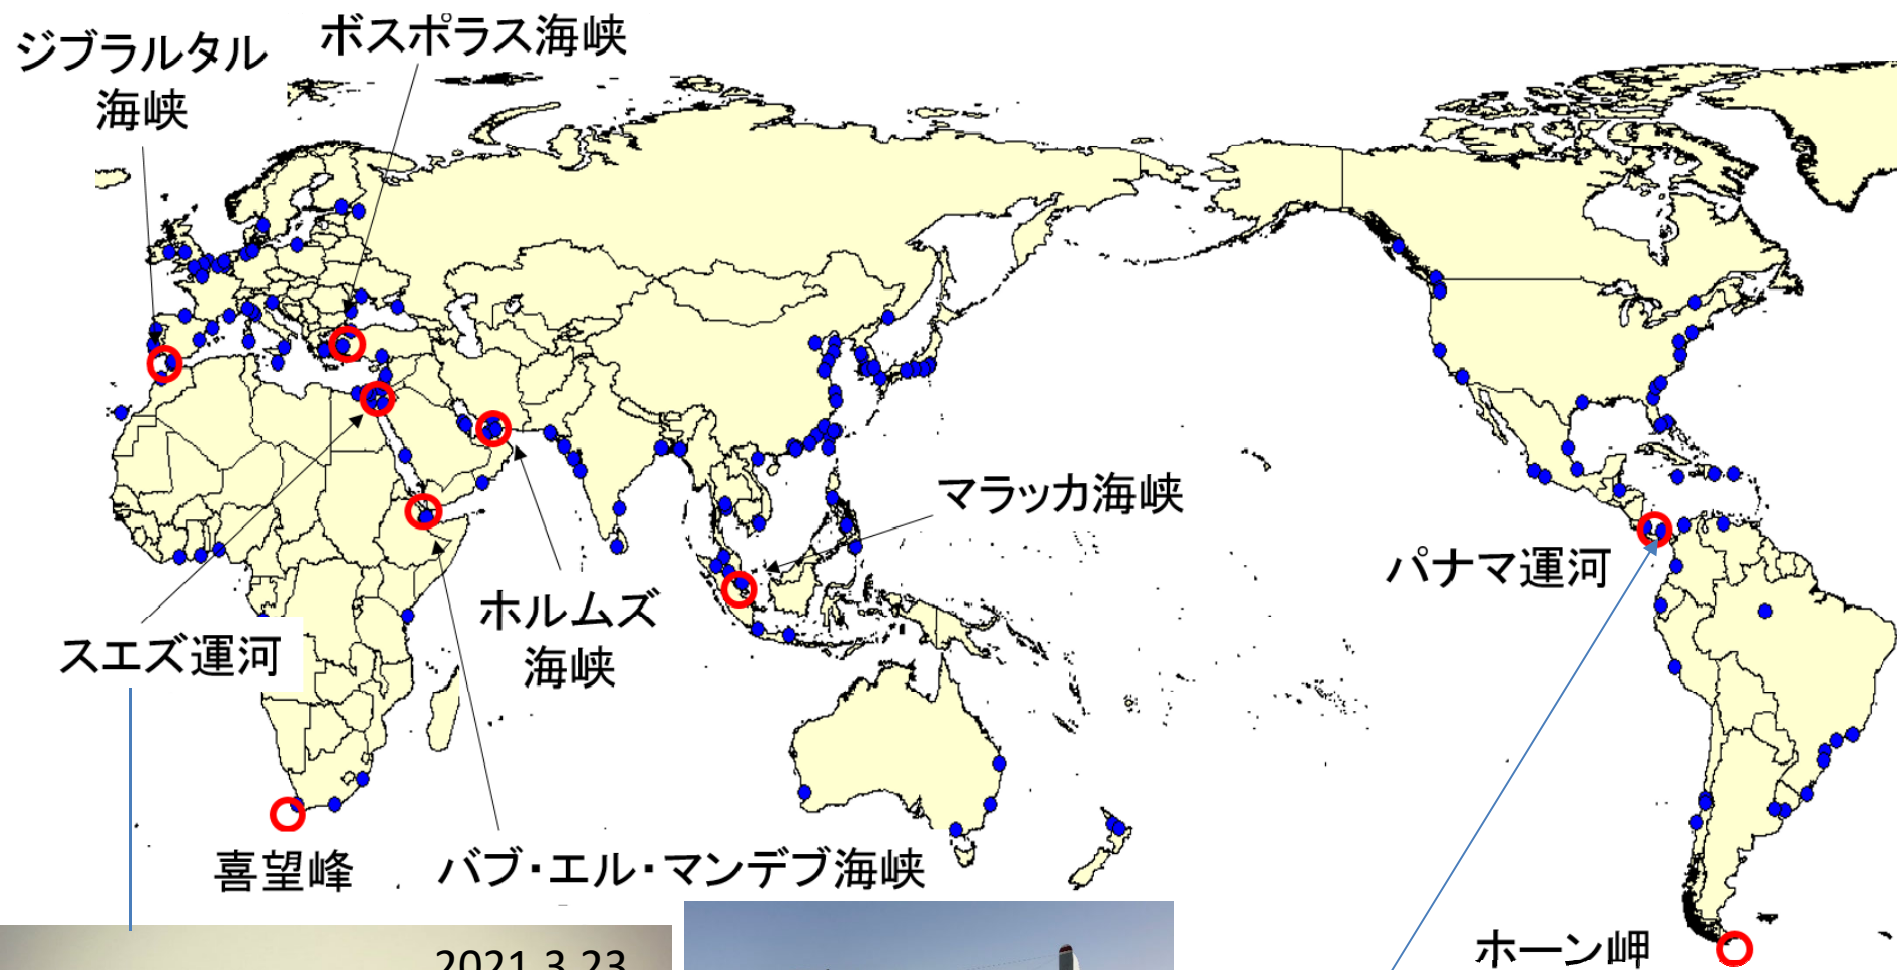 ジブラルタル
海峡
ボスポラス海峡
マラッカ海峡
パナマ運河
ホルムズ
海峡
スエズ運河
喜望峰
バブ・エル・マンデブ海峡
ホーン岬
2021.3.23